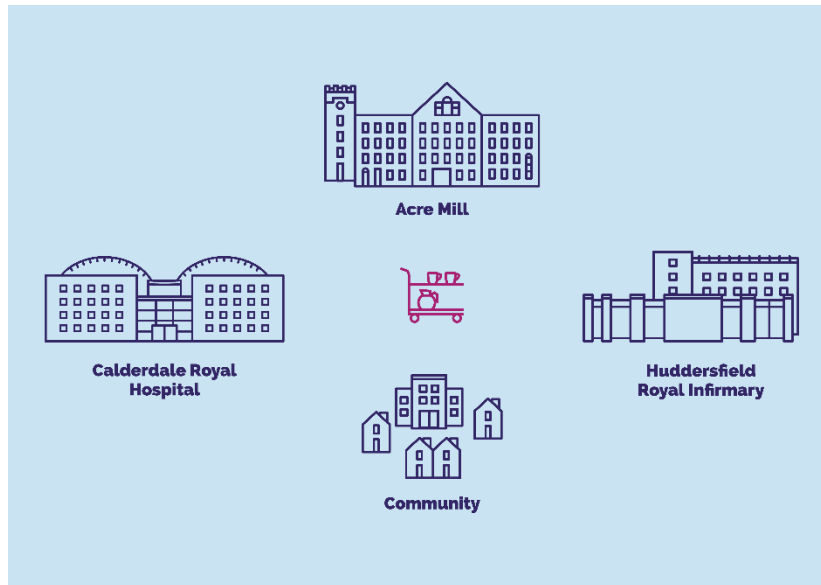 Acre Mill
Calderdale Royal
Hospital
Huddersfield
Royal Infirmary
Community